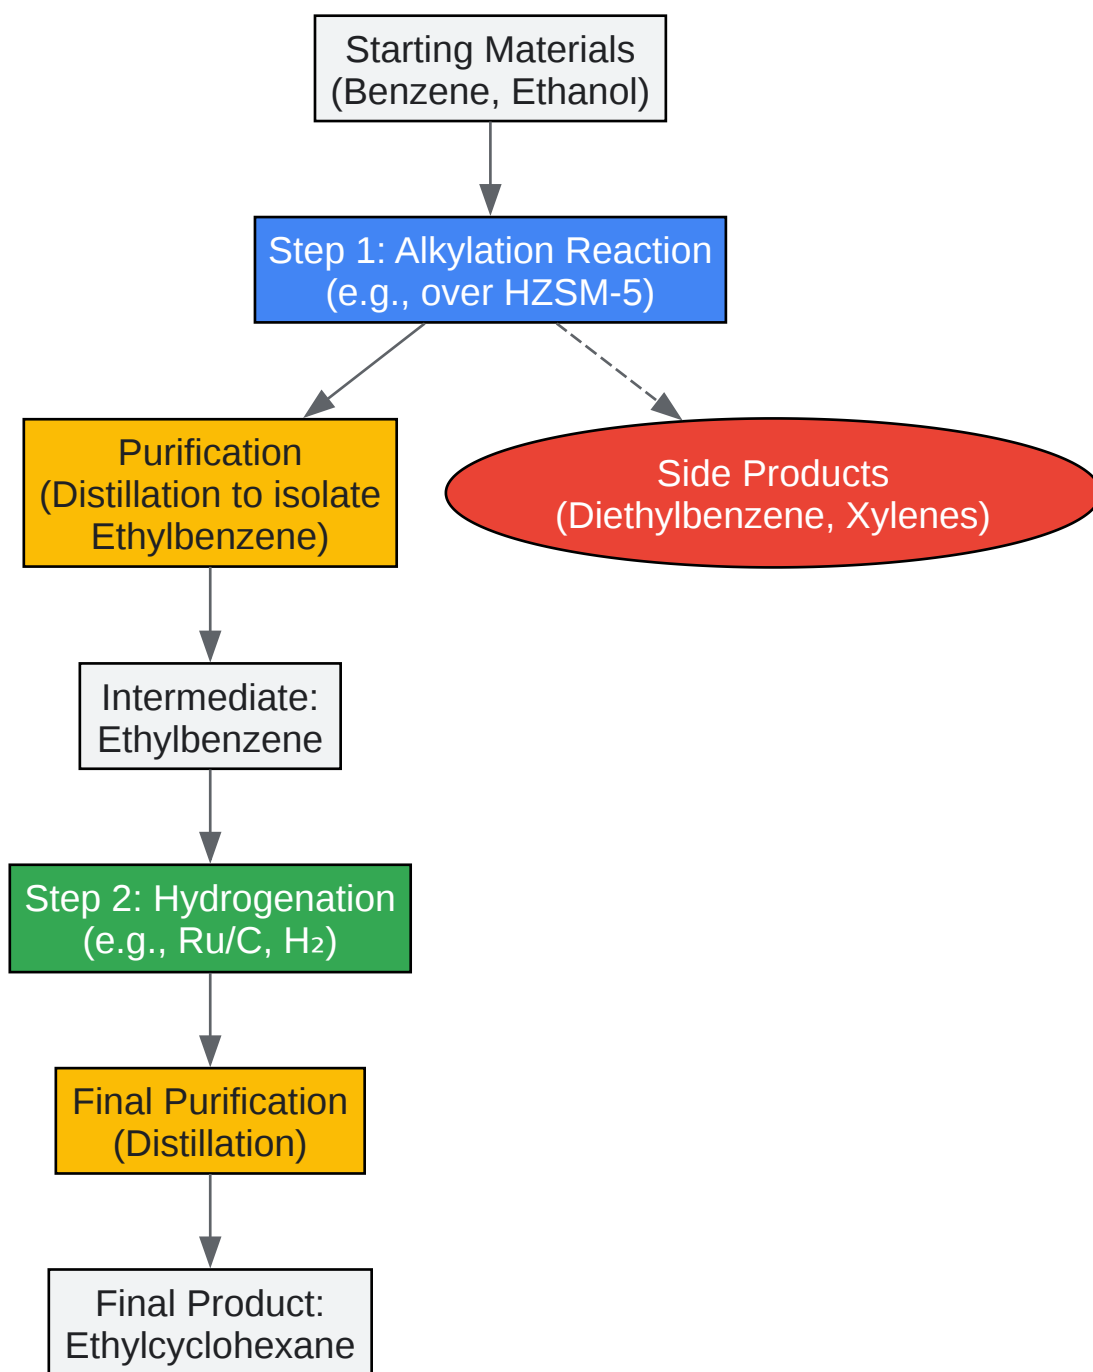 Starting Materials
(Benzene, Ethanol)
Step 1: Alkylation Reaction
(e.g., over HZSM-5)
Purification
(Distillation to isolate
Ethylbenzene)
Side Products
(Diethylbenzene, Xylenes)
Intermediate:
Ethylbenzene
Step 2: Hydrogenation
(e.g., Ru/C, H₂)
Final Purification
(Distillation)
Final Product:
Ethylcyclohexane